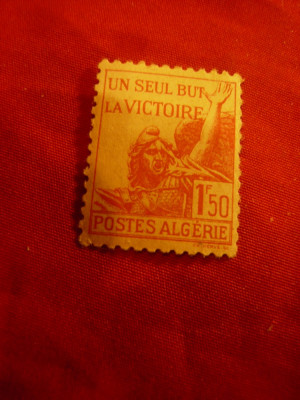 UN SEUL BUT
LA VICTOIRE
1F50
POSTES ALGÉRIE